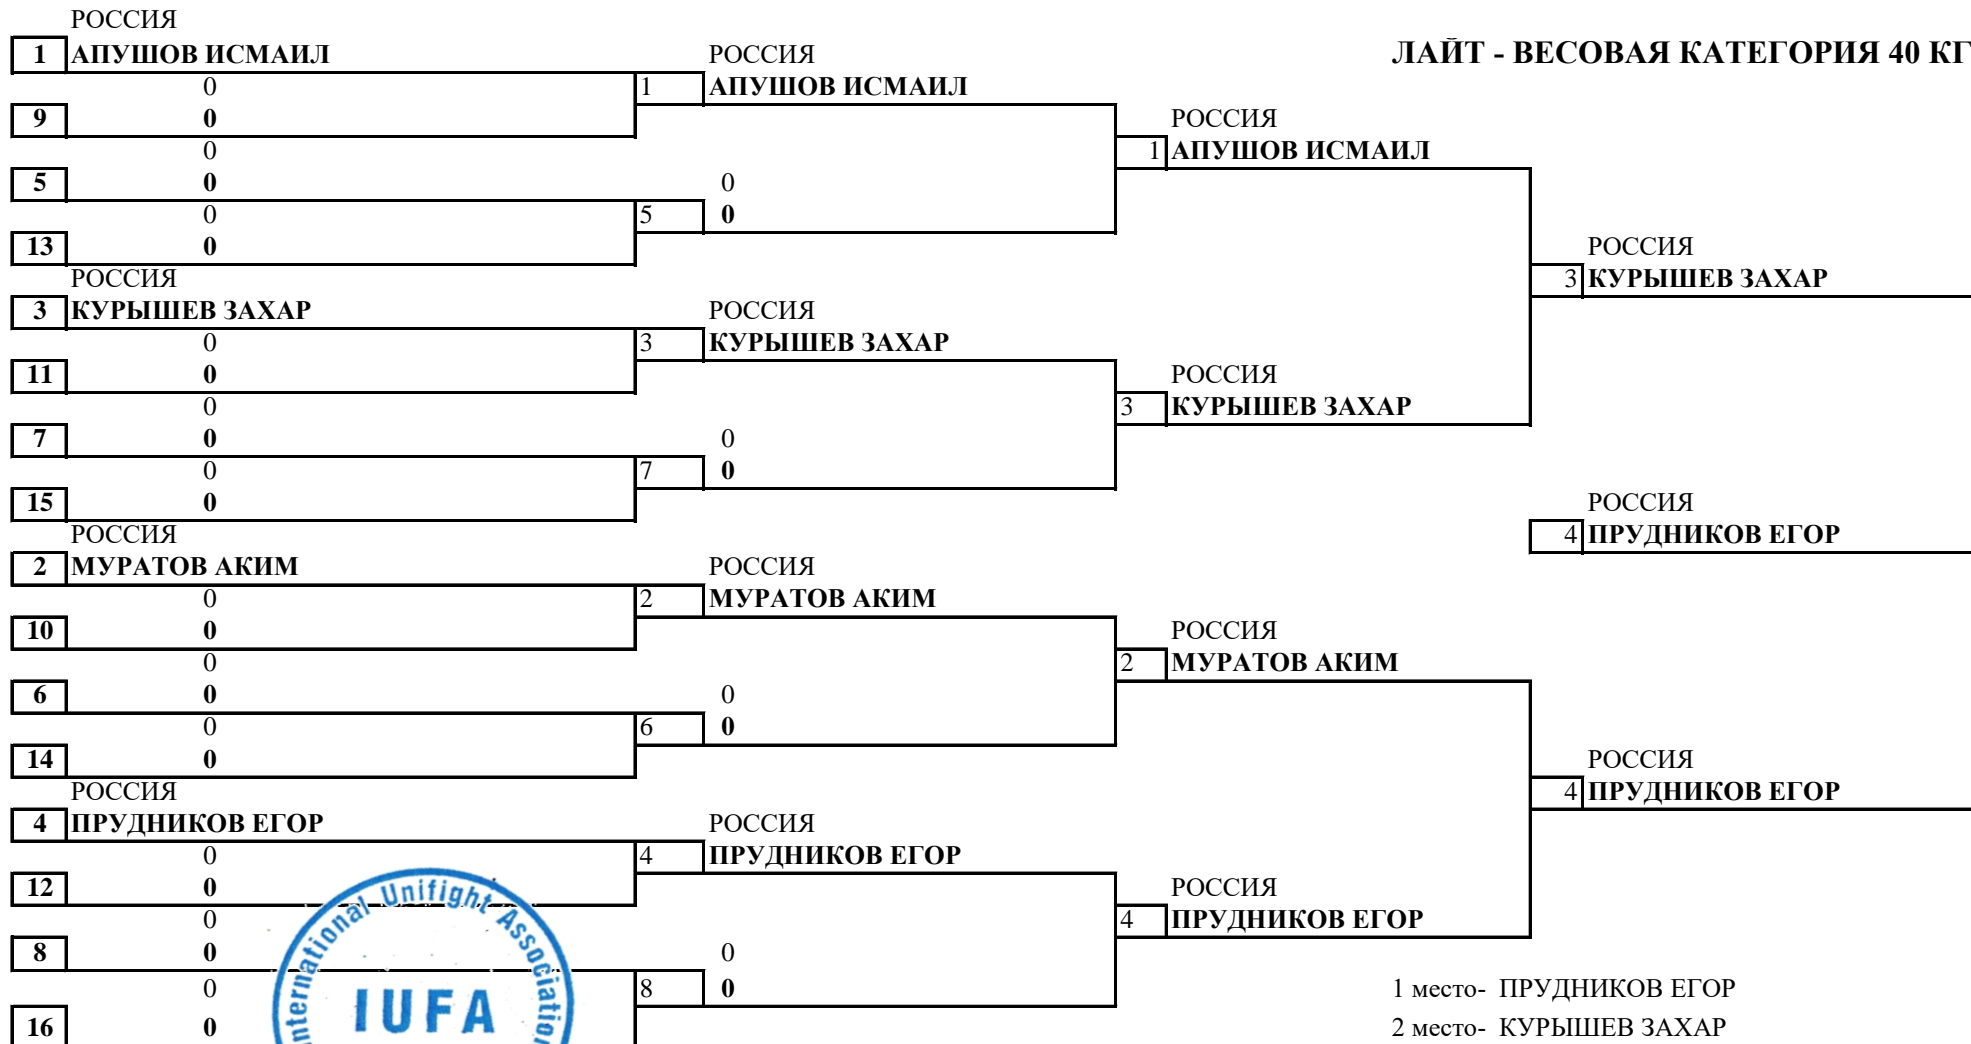 РОССИЯ
1 АПУШОВ ИСМАИЛ
РОССИЯ
ЛАЙТ - ВЕСОВАЯ КАТЕГОРИЯ 40 КГ
0
1 АПУШОВ ИСМАИЛ
9 0
РОССИЯ
0
1 АПУШОВ ИСМАИЛ
5 0
0
0
5 0
13 0
РОССИЯ
РОССИЯ
3 КУРЫШЕВ ЗАХАР
3 КУРЫШЕВ ЗАХАР
РОССИЯ
0
3 КУРЫШЕВ ЗАХАР
11 0
РОССИЯ
0
3 КУРЫШЕВ ЗАХАР
7 0
0
0
7 0
15 0
РОССИЯ
РОССИЯ
4 ПРУДНИКОВ ЕГОР
2 МУРАТОВ АКИМ
РОССИЯ
0
2 МУРАТОВ АКИМ
10 0
РОССИЯ
0
2 МУРАТОВ АКИМ
6 0
0
0
6 0
14 0
РОССИЯ
РОССИЯ
4 ПРУДНИКОВ ЕГОР
4 ПРУДНИКОВ ЕГОР
РОССИЯ
0
4 ПРУДНИКОВ ЕГОР
12 0
РОССИЯ
0
4 ПРУДНИКОВ ЕГОР
8 0
0
0
8 0
1 место- ПРУДНИКОВ ЕГОР
16 0
2 место- КУРЫШЕВ ЗАХАР
International Unifight Association
IUFA